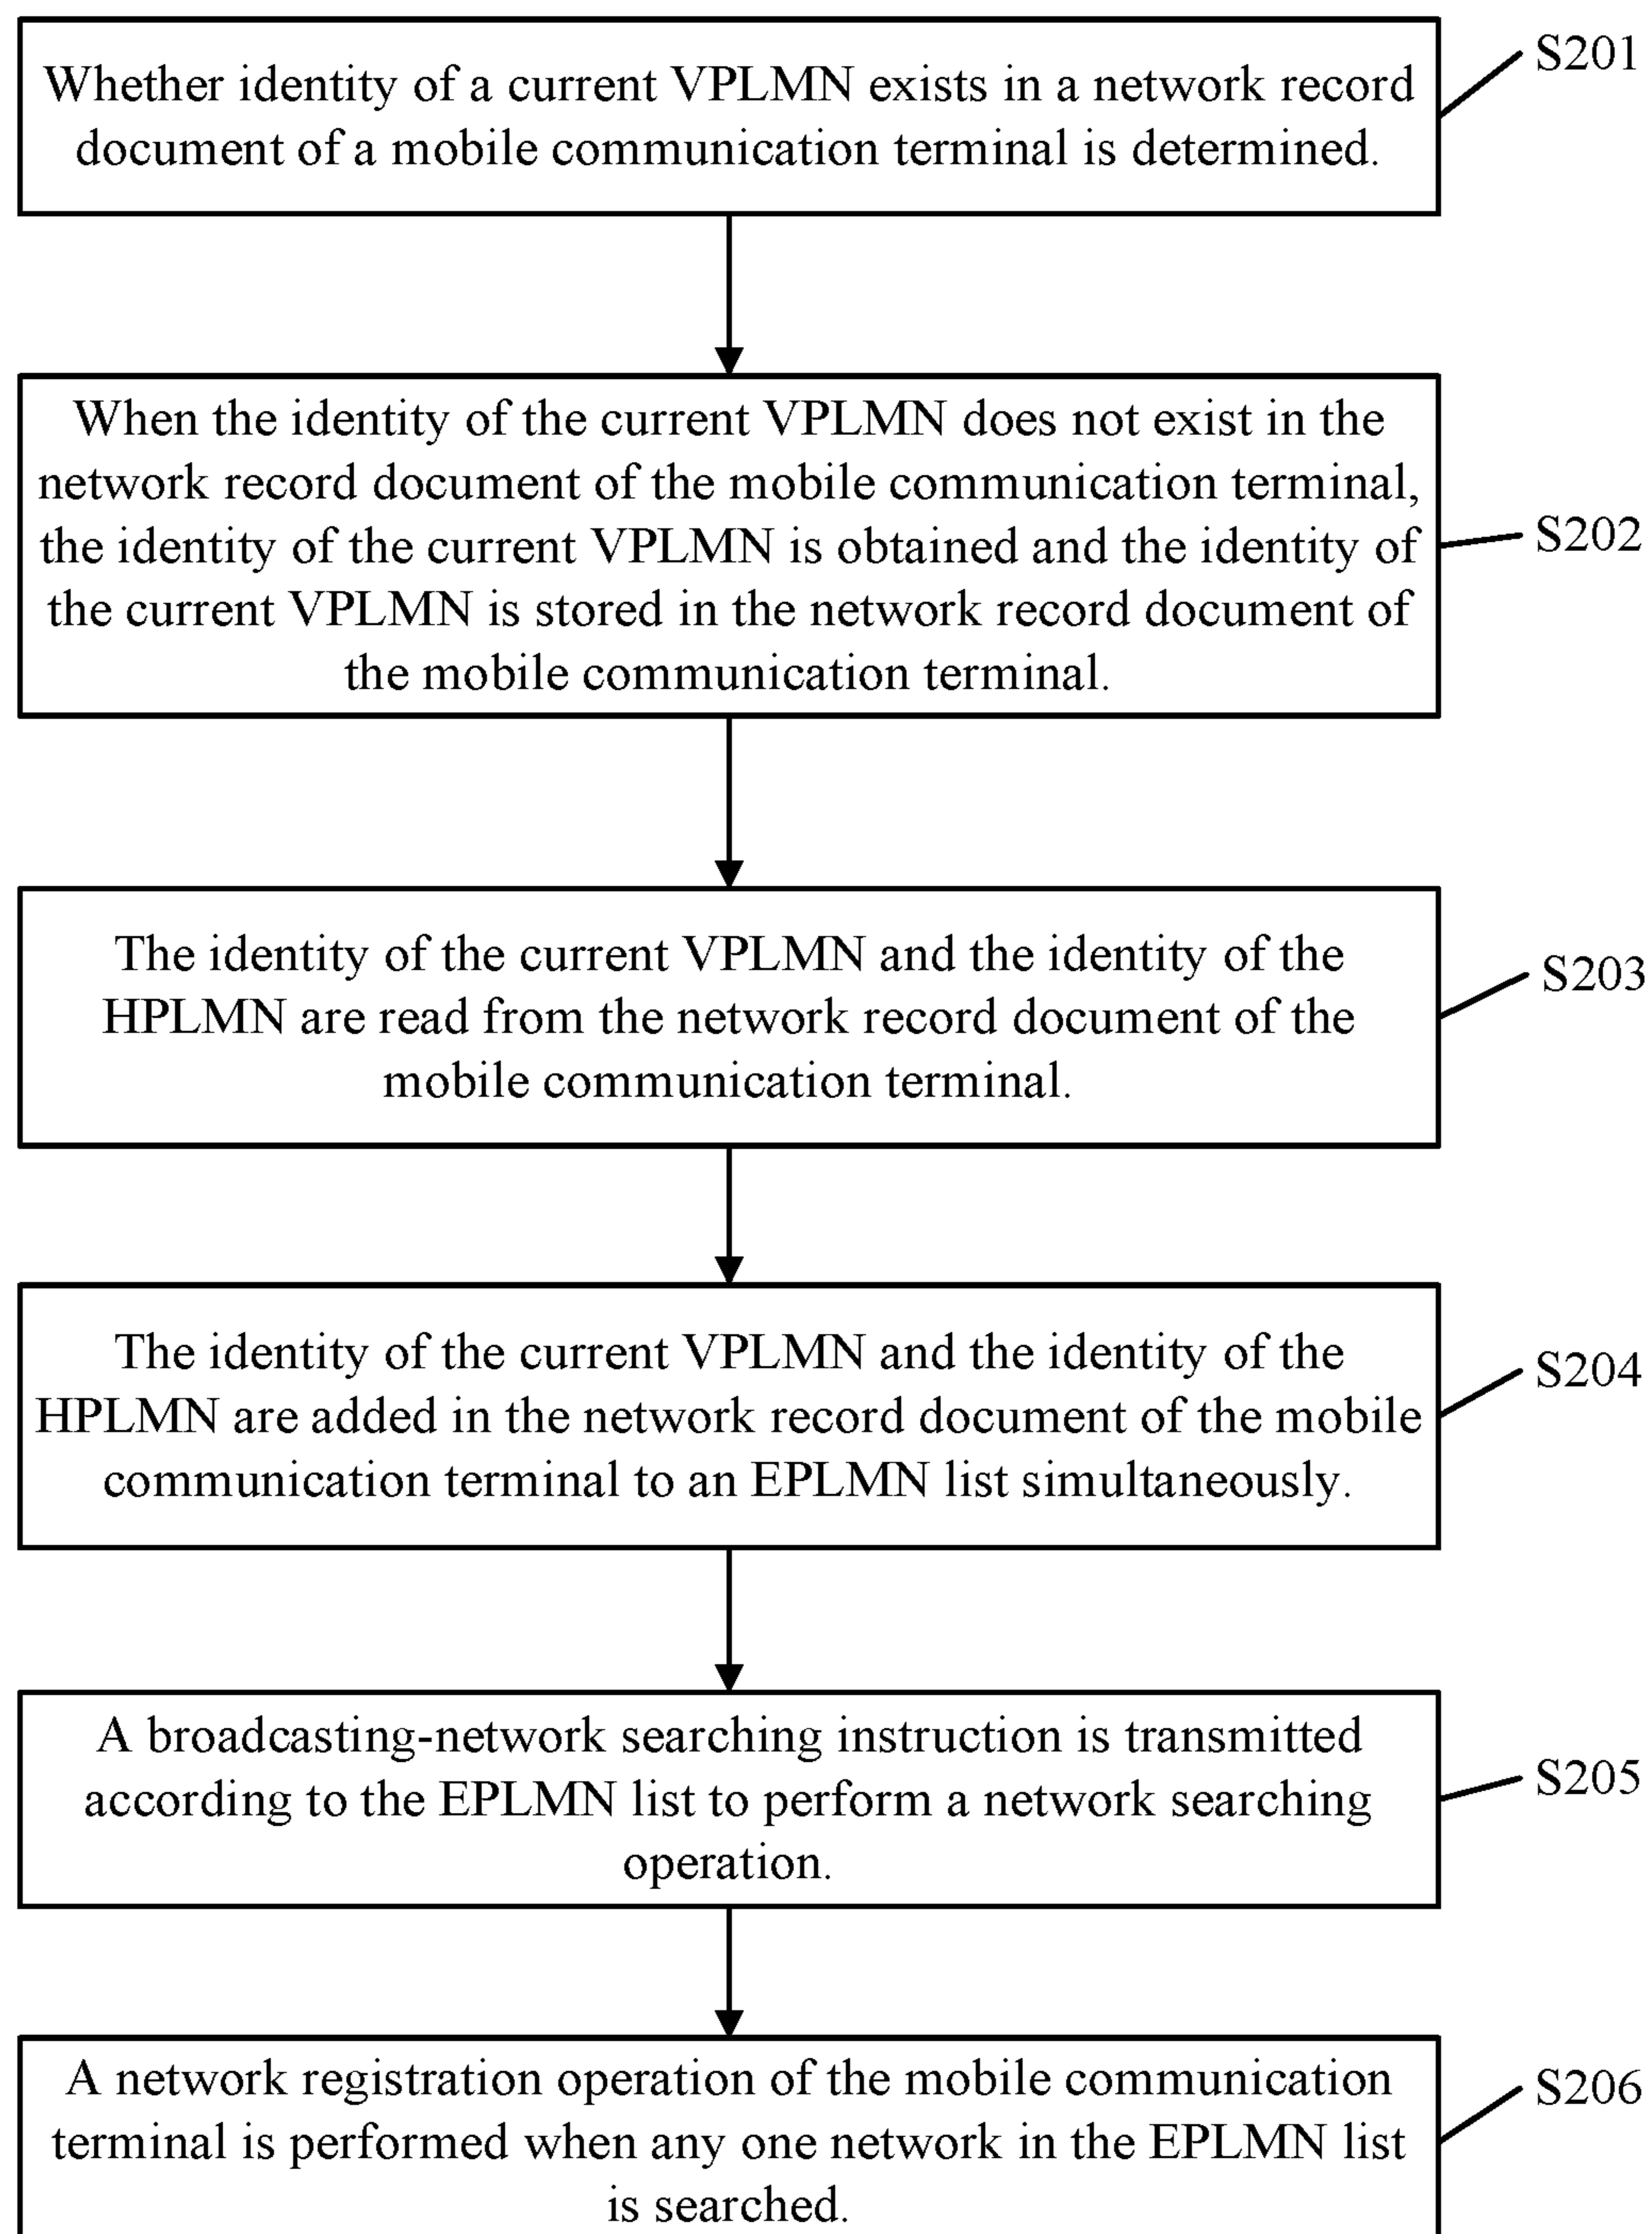 Whether identity of a current VPLMN exists in a network record
document of a mobile communication terminal is determined.
S201
When the identity of the current VPLMN does not exist in the
network record document of the mobile communication terminal,
the identity of the current VPLMN is obtained and the identity of
the current VPLMN is stored in the network record document of
the mobile communication terminal.
S202
The identity of the current VPLMN and the identity of the
HPLMN are read from the network record document of the
mobile communication terminal.
S203
The identity of the current VPLMN and the identity of the
HPLMN are added in the network record document of the mobile
communication terminal to an EPLMN list simultaneously.
S204
A broadcasting-network searching instruction is transmitted
according to the EPLMN list to perform a network searching
operation.
S205
A network registration operation of the mobile communication
terminal is performed when any one network in the EPLMN list
is searched.
S206